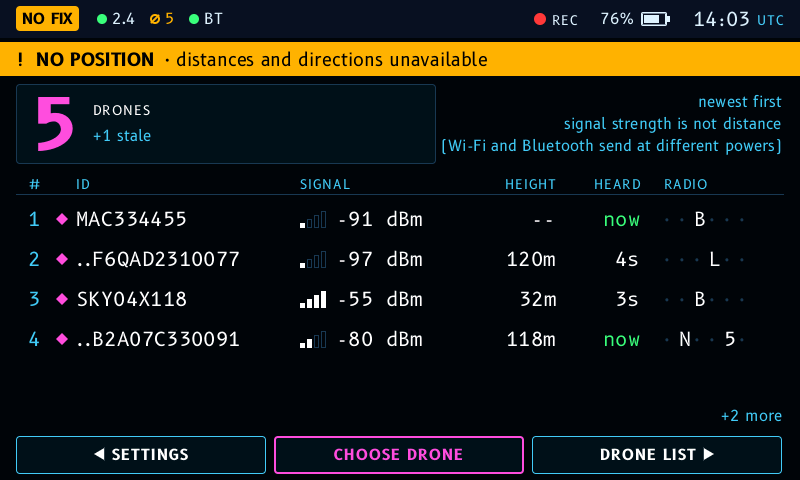 NO FIX 2.4 5 BT REC 76% 14:03 UTC
! NO POSITION · distances and directions unavailable
5 DRONES
+1 stale
newest first
signal strength is not distance
(Wi-Fi and Bluetooth send at different powers)
# ID SIGNAL HEIGHT HEARD RADIO
1 ◆ MAC334455 -91 dBm -- now · · B · · ·
2 ◆ ..F6QAD2310077 -97 dBm 120m 4s · · · L · ·
3 ◆ SKY04X118 -55 dBm 32m 3s · · B · · ·
4 ◆ ..B2A07C330091 -80 dBm 118m now · N · · 5 ·
+2 more
◀ SETTINGS CHOOSE DRONE DRONE LIST ▶